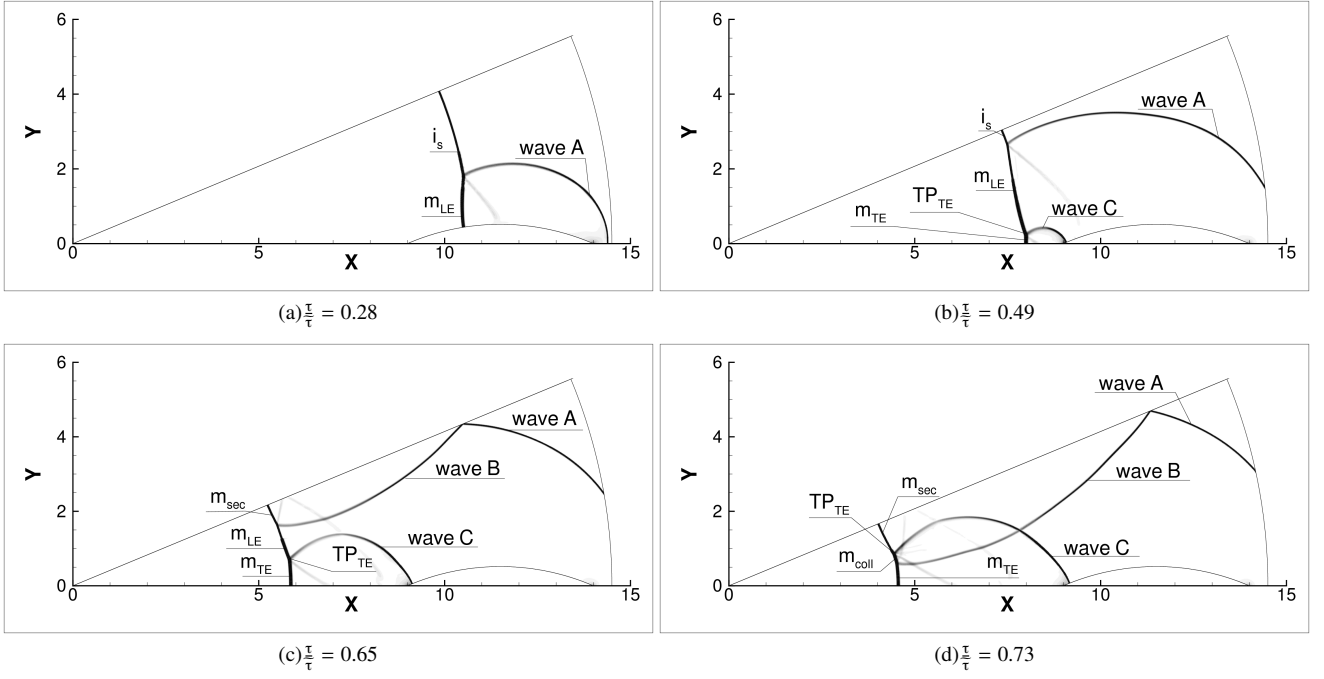 6
4
2
0
Y
0
5
10
15
X
i_s
wave A
m_LE
(a) τ/τ = 0.28
6
4
2
0
Y
0
5
10
15
X
i_s
wave A
m_LE
TP_TE
m_TE
wave C
(b) τ/τ = 0.49
6
4
2
0
Y
0
5
10
15
X
wave A
wave B
m_sec
m_LE
m_TE
TP_TE
wave C
(c) τ/τ = 0.65
6
4
2
0
Y
0
5
10
15
X
wave A
wave B
m_sec
TP_TE
m_coll
m_TE
wave C
(d) τ/τ = 0.73